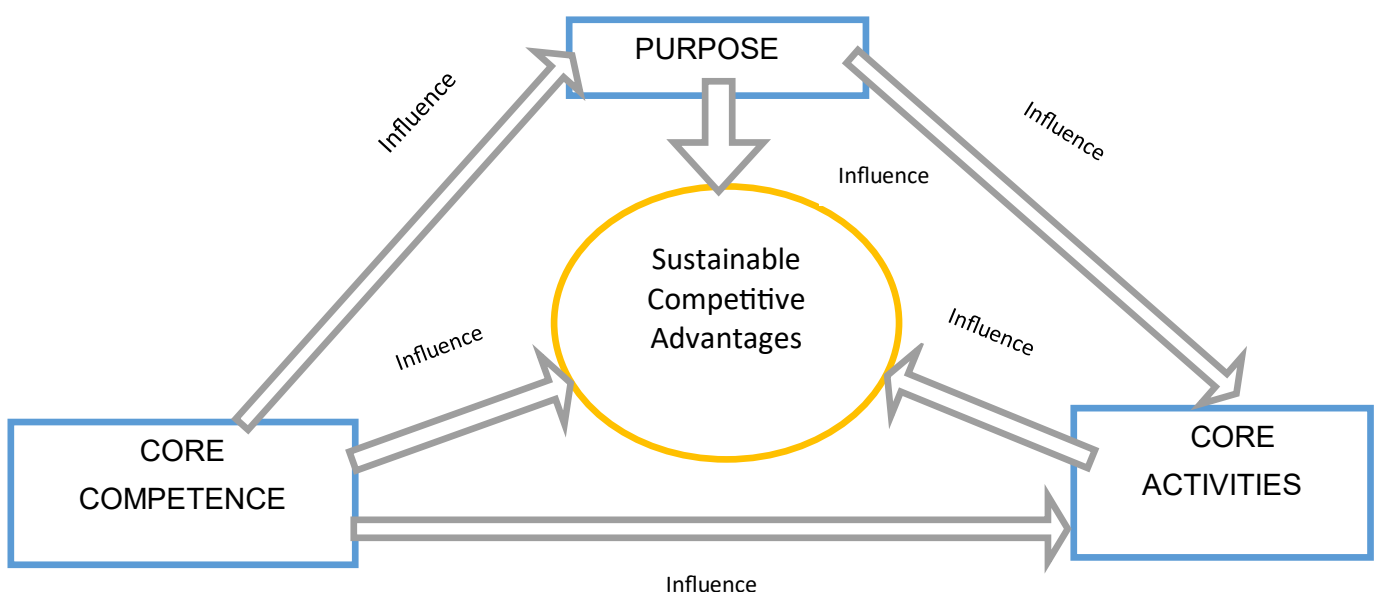 PURPOSE
Influence
Influence
Influence
Sustainable
Competitive
Advantages
Influence
Influence
CORE
COMPETENCE
CORE
ACTIVITIES
Influence